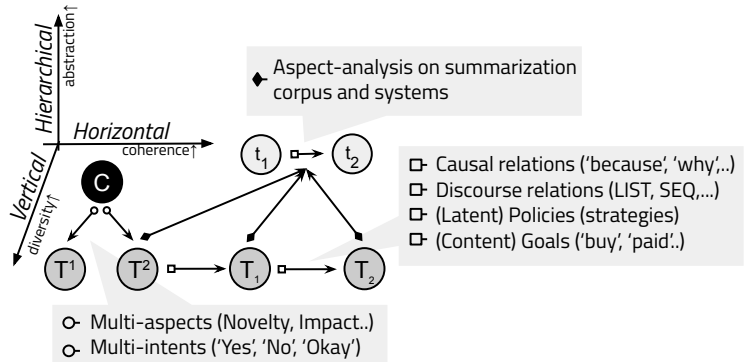 Hierarchical
abstraction↑
Aspect-analysis on summarization
corpus and systems
Horizontal
coherence↑
t₁
t₂
Vertical
diversity↑
C
Causal relations (‘because’, ‘why’,..)
Discourse relations (LIST, SEQ,...)
(Latent) Policies (strategies)
(Content) Goals (‘buy’, ‘paid’..)
T¹
T²
T₁
T₂
Multi-aspects (Novelty, Impact..)
Multi-intents (‘Yes’, ‘No’, ‘Okay’)